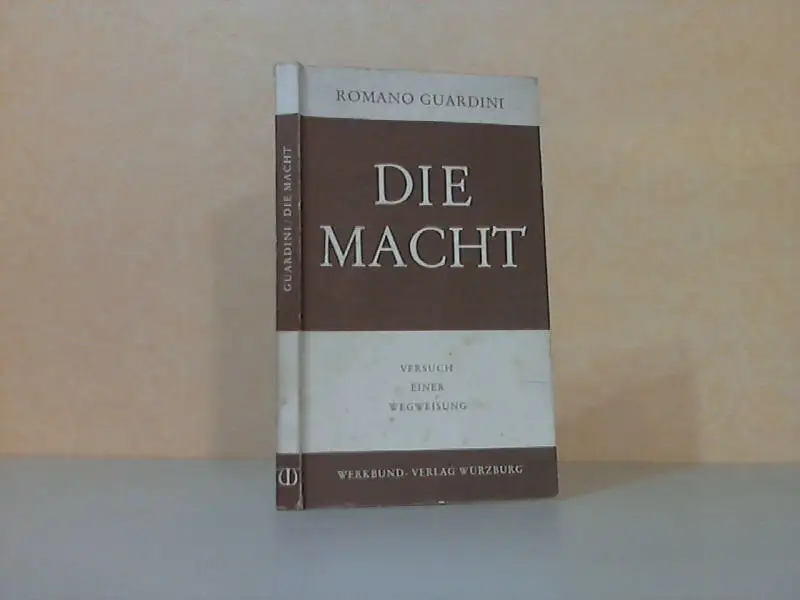 ROMANO GUARDINI
DIE
MACHT
VERSUCH
EINER
WEGWEISUNG
WERKBUND-VERLAG WÜRZBURG
GUARDINI / DIE MACHT